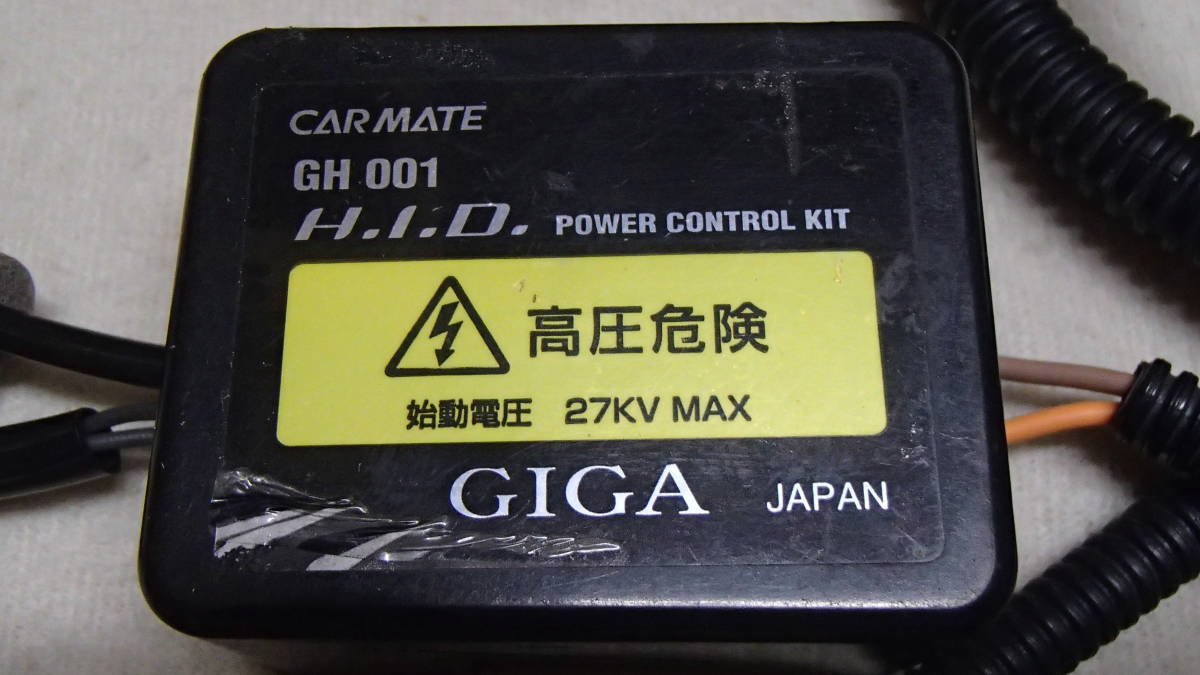 CARMATE
GH 001
H.I.D. POWER CONTROL KIT
高圧危険
始動電圧 27KV MAX
GIGA JAPAN